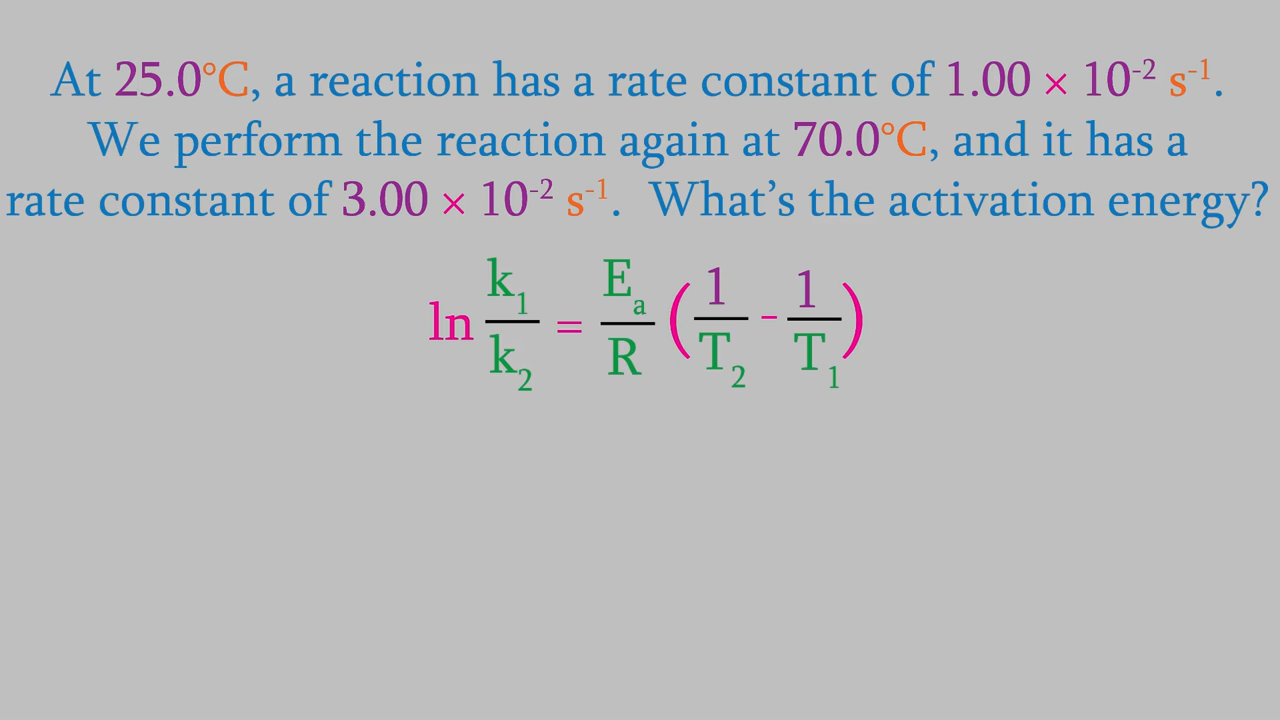 At 25.0°C, a reaction has a rate constant of 1.00 × 10⁻² s⁻¹.
We perform the reaction again at 70.0°C, and it has a
rate constant of 3.00 × 10⁻² s⁻¹. What’s the activation energy?
ln k₁/k₂ = Eₐ/R (1/T₂ - 1/T₁)